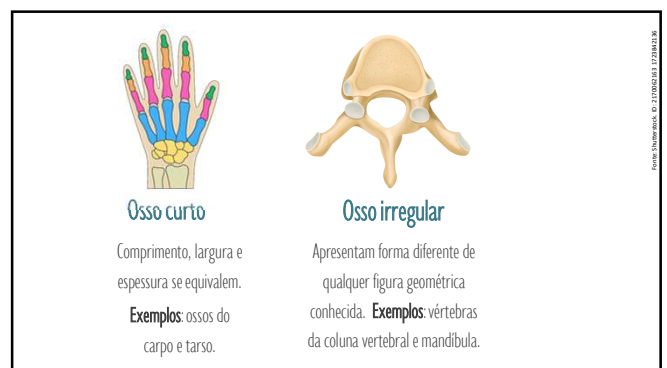 Osso curto
Comprimento, largura e
espessura se equivalem.
Exemplos: ossos do
carpo e tarso.
Osso irregular
Apresentam forma diferente de
qualquer figura geométrica
conhecida. Exemplos: vértebras
da coluna vertebral e mandíbula.
Fonte: Shutterstock. ID: 2170062163 1723842136